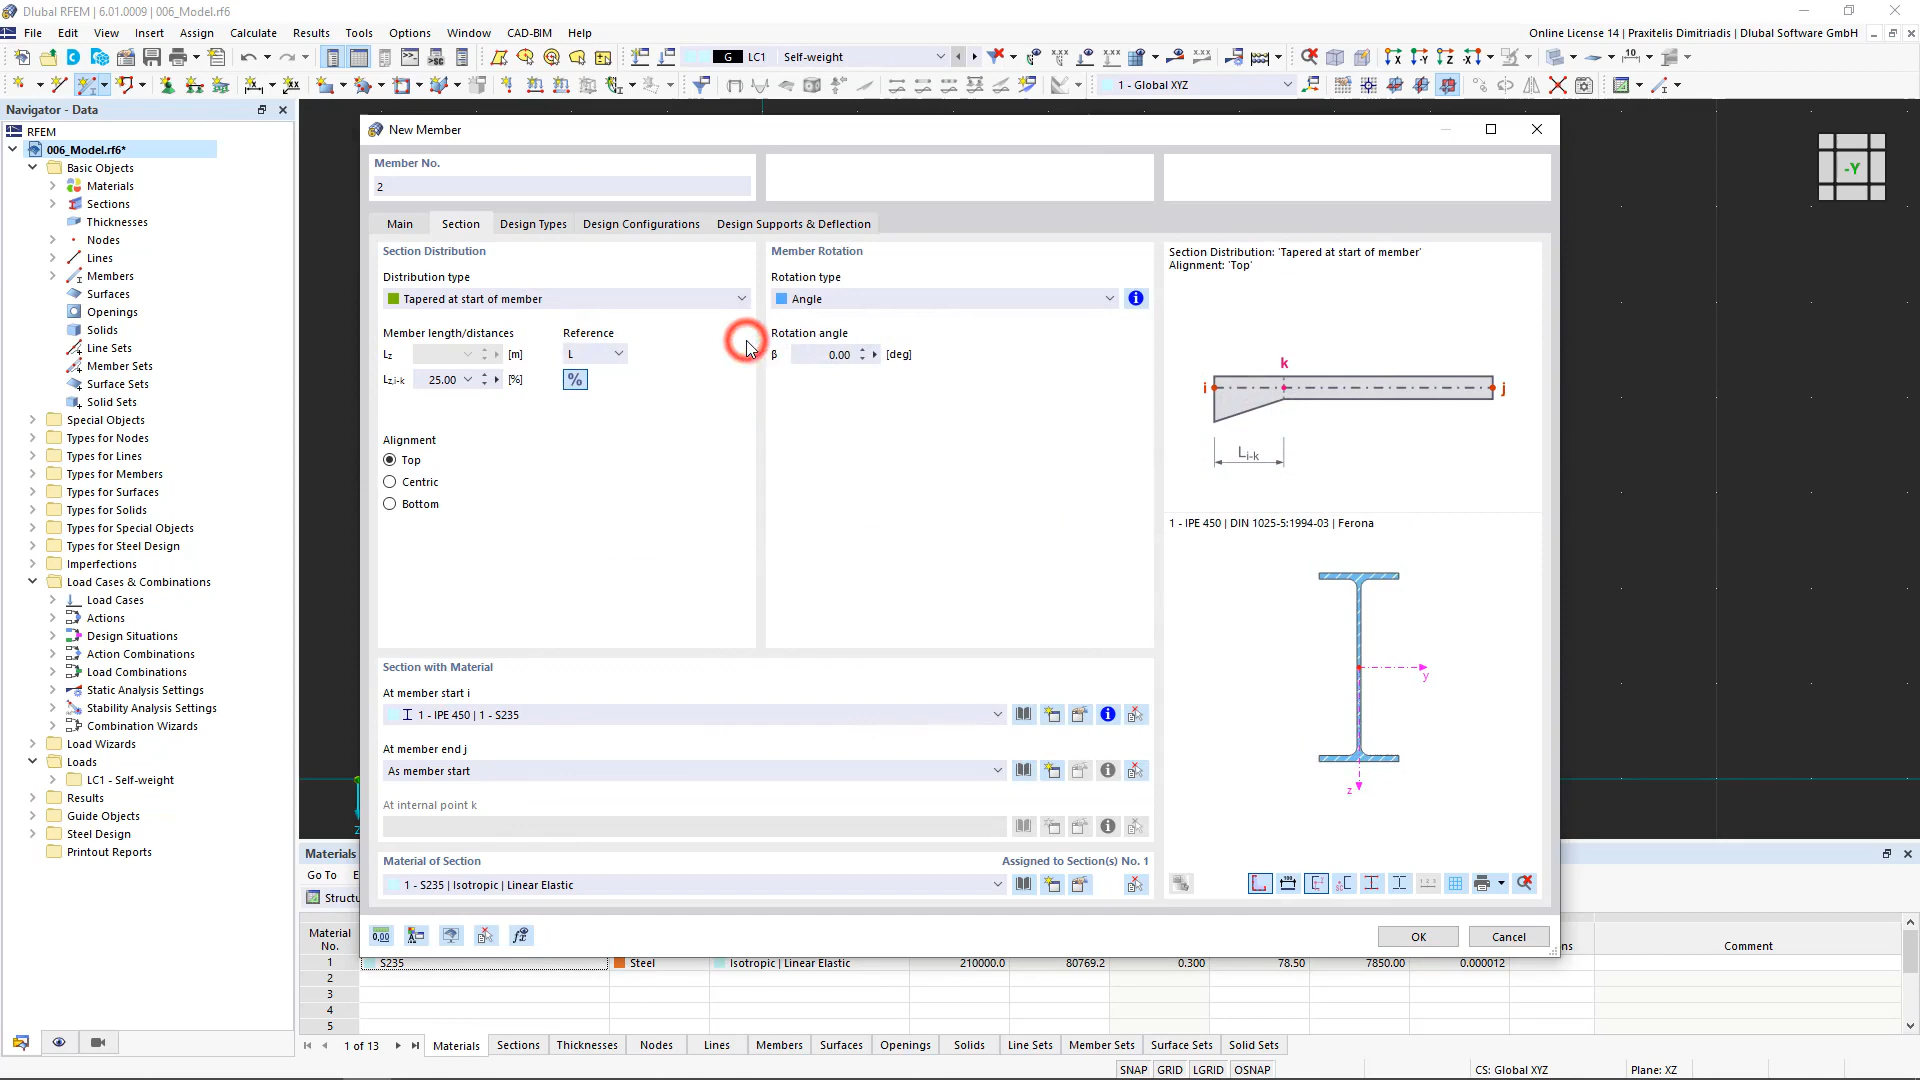 Dlubal RFEM | 6.01.0009 | 006_Model.rf6
File Edit View Insert Assign Calculate Results Tools Options Window CAD-BIM Help
Online License 14 | Praxitelis Dimitriadis | Dlubal Software GmbH
G LC1 Self-weight
1 - Global XYZ
Navigator - Data
RFEM
006_Model.rf6*
Basic Objects
Materials
Sections
Thicknesses
Nodes
Lines
Members
Surfaces
Openings
Solids
Line Sets
Member Sets
Surface Sets
Solid Sets
Special Objects
Types for Nodes
Types for Lines
Types for Members
Types for Surfaces
Types for Solids
Types for Special Objects
Types for Steel Design
Imperfections
Load Cases & Combinations
Load Cases
Actions
Design Situations
Action Combinations
Load Combinations
Static Analysis Settings
Stability Analysis Settings
Combination Wizards
Load Wizards
Loads
LC1 - Self-weight
Results
Guide Objects
Steel Design
Printout Reports
New Member
Member No.
2
Main Section Design Types Design Configurations Design Supports & Deflection
Section Distribution
Distribution type
Tapered at start of member
Member length/distances Reference
Lz [m] L
Lz,i-k 25.00 [%] %
Alignment
Top
Centric
Bottom
Member Rotation
Rotation type
Angle
Rotation angle
β 0.00 [deg]
Section Distribution: 'Tapered at start of member'
Alignment: 'Top'
k
i j
Li-k
1 - IPE 450 | DIN 1025-5:1994-03 | Ferona
y
z
Section with Material
At member start i
1 - IPE 450 | 1 - S235
At member end j
As member start
At internal point k
Material of Section Assigned to Section(s) No. 1
1 - S235 | Isotropic | Linear Elastic
OK Cancel
-Y
Materials
Go To E
Structu
Material
No.
ns Comment
1 S235 Steel Isotropic | Linear Elastic 210000.0 80769.2 0.300 78.50 7850.00 0.000012
2
3
4
5
1 of 13 Materials Sections Thicknesses Nodes Lines Members Surfaces Openings Solids Line Sets Member Sets Surface Sets Solid Sets
SNAP GRID LGRID OSNAP CS: Global XYZ Plane: XZ